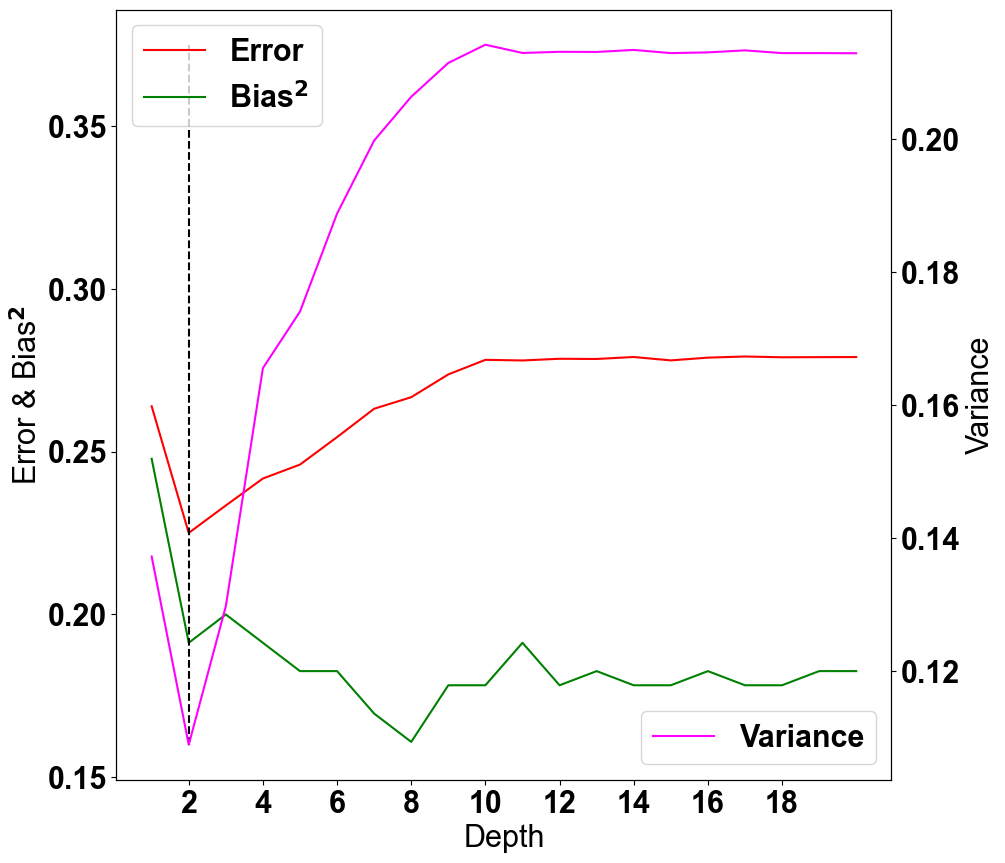 Error
Bias²
0.35
0.30
0.25
0.20
0.15
Error & Bias²
0.20
0.18
0.16
0.14
0.12
Variance
Variance
2 4 6 8 10 12 14 16 18
Depth